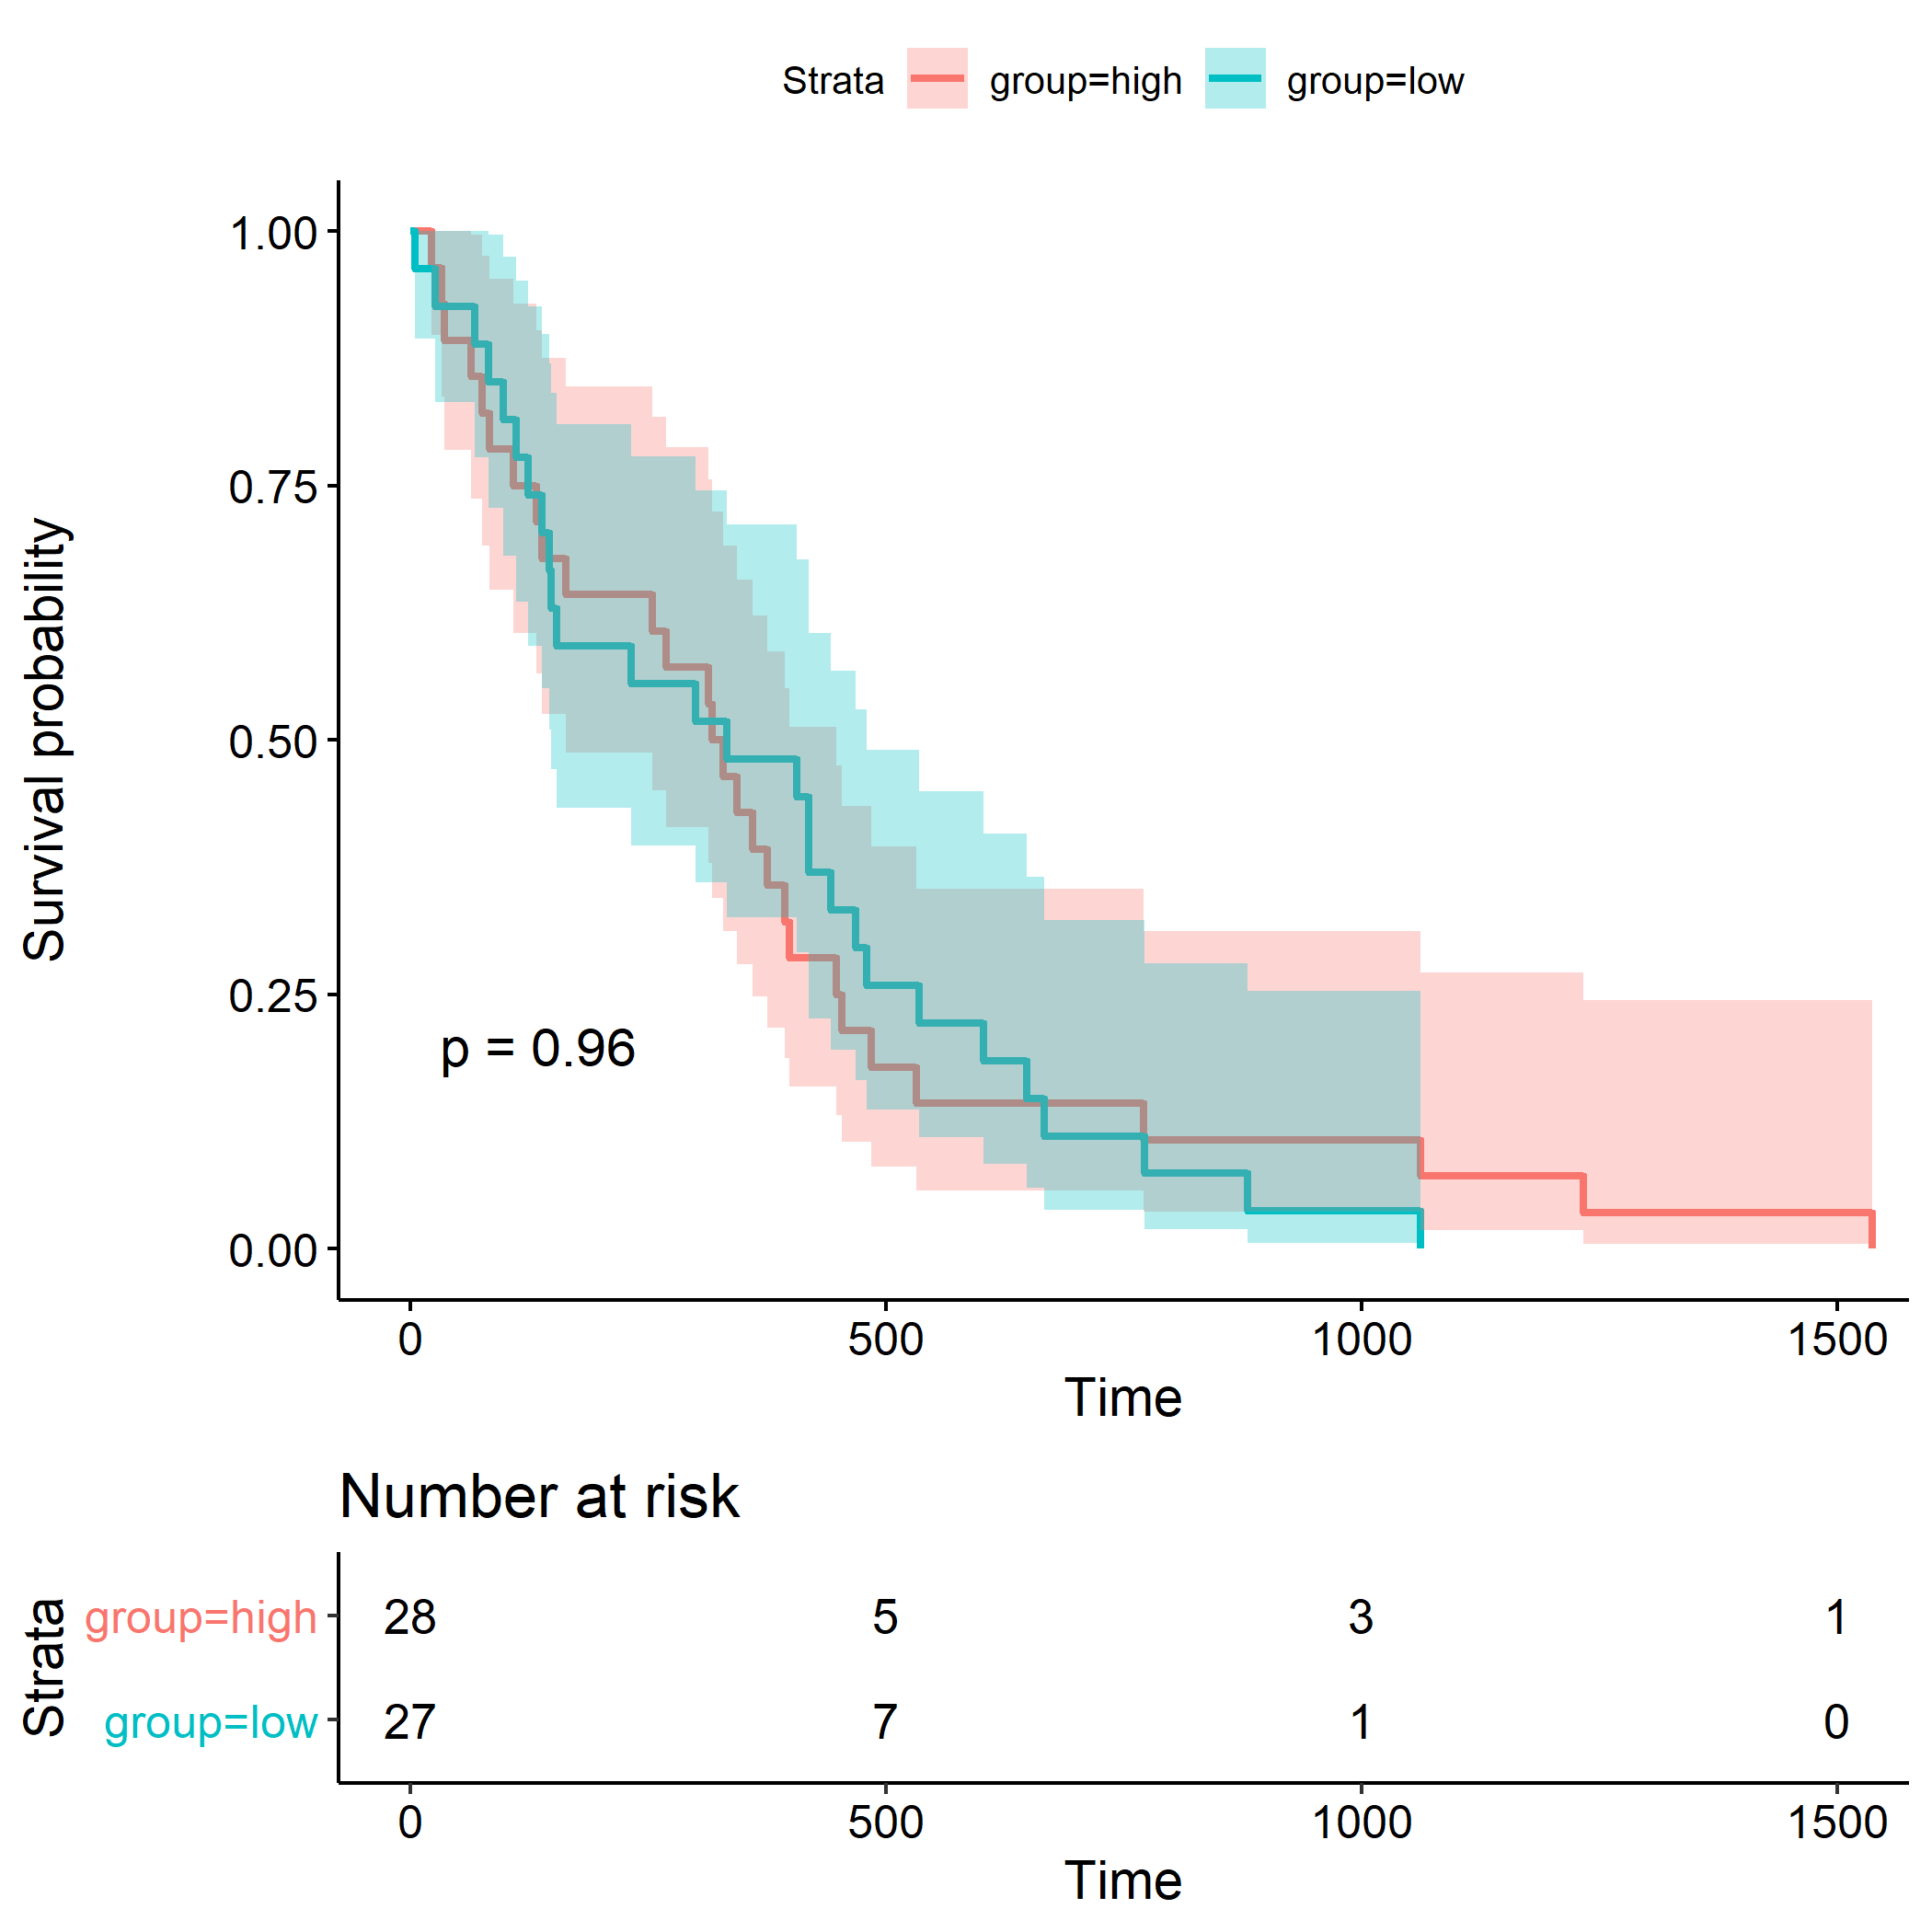 Strata group=high group=low
1.00
0.75
0.50
0.25
0.00
Survival probability
p = 0.96
0 500 1000 1500
Time
Number at risk
Strata
group=high 28 5 3 1
group=low 27 7 1 0
0 500 1000 1500
Time